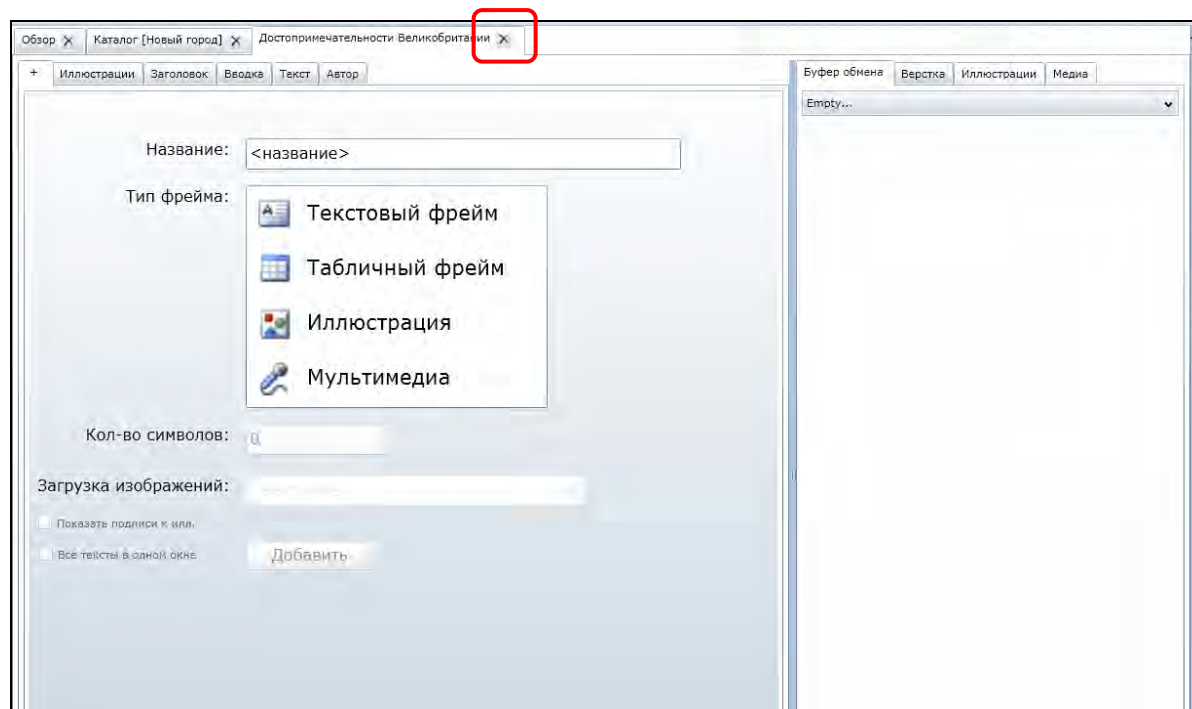 Обзор Каталог [Новый город] Достопримечательности Великобритании
+ Иллюстрации Заголовок Вводка Текст Автор
Буфер обмена Верстка Иллюстрации Медиа
Empty...
Название: <название>
Тип фрейма:
Текстовый фрейм
Табличный фрейм
Иллюстрация
Мультимедиа
Кол-во символов: 0
Загрузка изображений:
Показать подписи к илл.
Все тексты в одной окне
Добавить